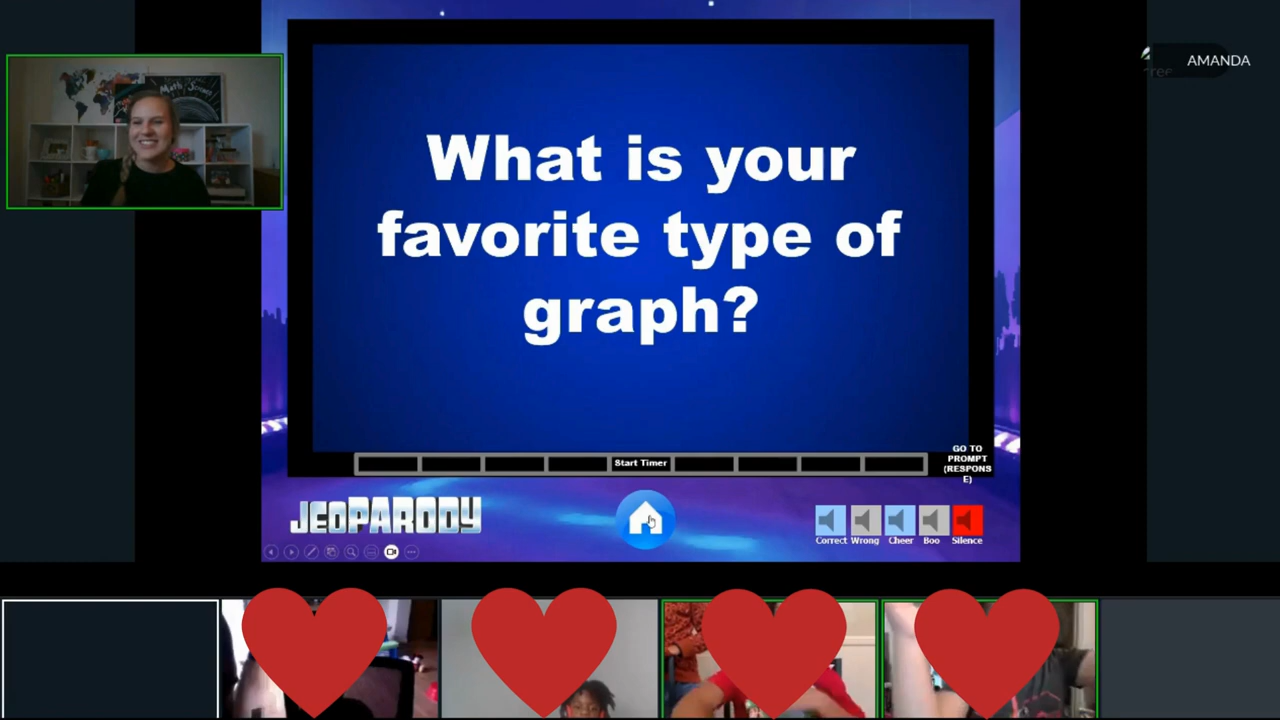 AMANDA
Math
What is your
favorite type of
graph?
Start Timer
GO TO
PROMPT
(RESPONS
E)
JEOPARODY
Correct Wrong Cheer Boo Silence